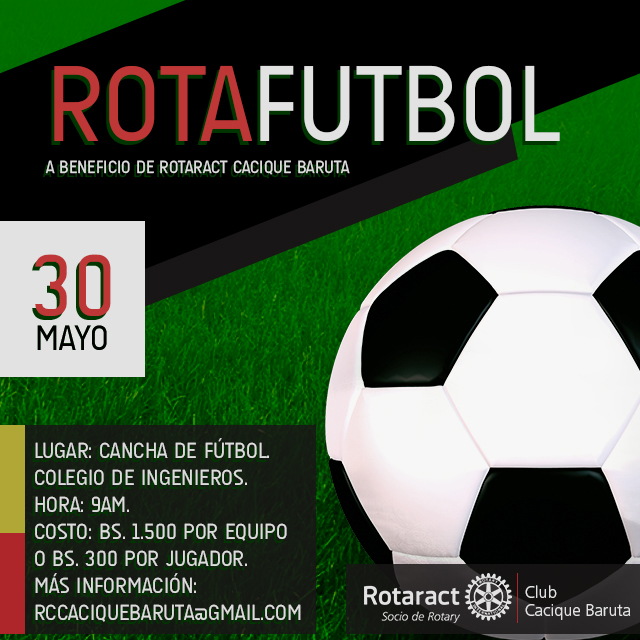 ROTAFUTBOL
A BENEFICIO DE ROTARACT CACIQUE BARUTA
30
MAYO
LUGAR: CANCHA DE FÚTBOL.
COLEGIO DE INGENIEROS.
HORA: 9AM.
COSTO: BS. 1.500 POR EQUIPO
O BS. 300 POR JUGADOR.
MÁS INFORMACIÓN:
RCCACIQUEBARUTA@GMAIL.COM
Rotaract
Socio de Rotary
Club
Cacique Baruta